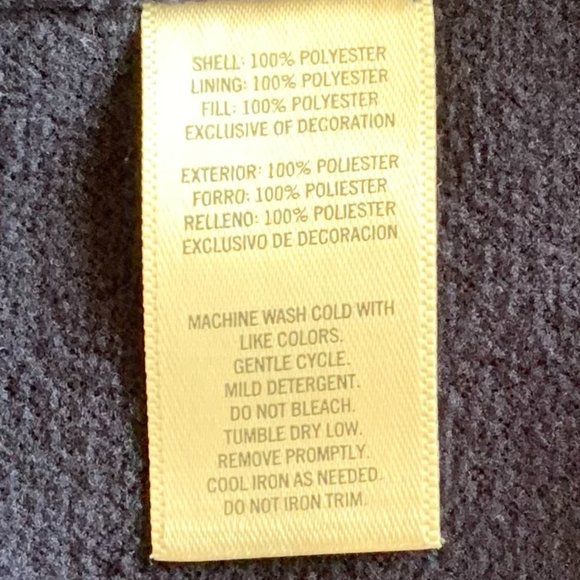 SHELL: 100% POLYESTER
LINING: 100% POLYESTER
FILL: 100% POLYESTER
EXCLUSIVE OF DECORATION
EXTERIOR: 100% POLIESTER
FORRO: 100% POLIESTER
RELLENO: 100% POLIESTER
EXCLUSIVO DE DECORACION
MACHINE WASH COLD WITH
LIKE COLORS.
GENTLE CYCLE.
MILD DETERGENT.
DO NOT BLEACH.
TUMBLE DRY LOW.
REMOVE PROMPTLY.
COOL IRON AS NEEDED.
DO NOT IRON TRIM.